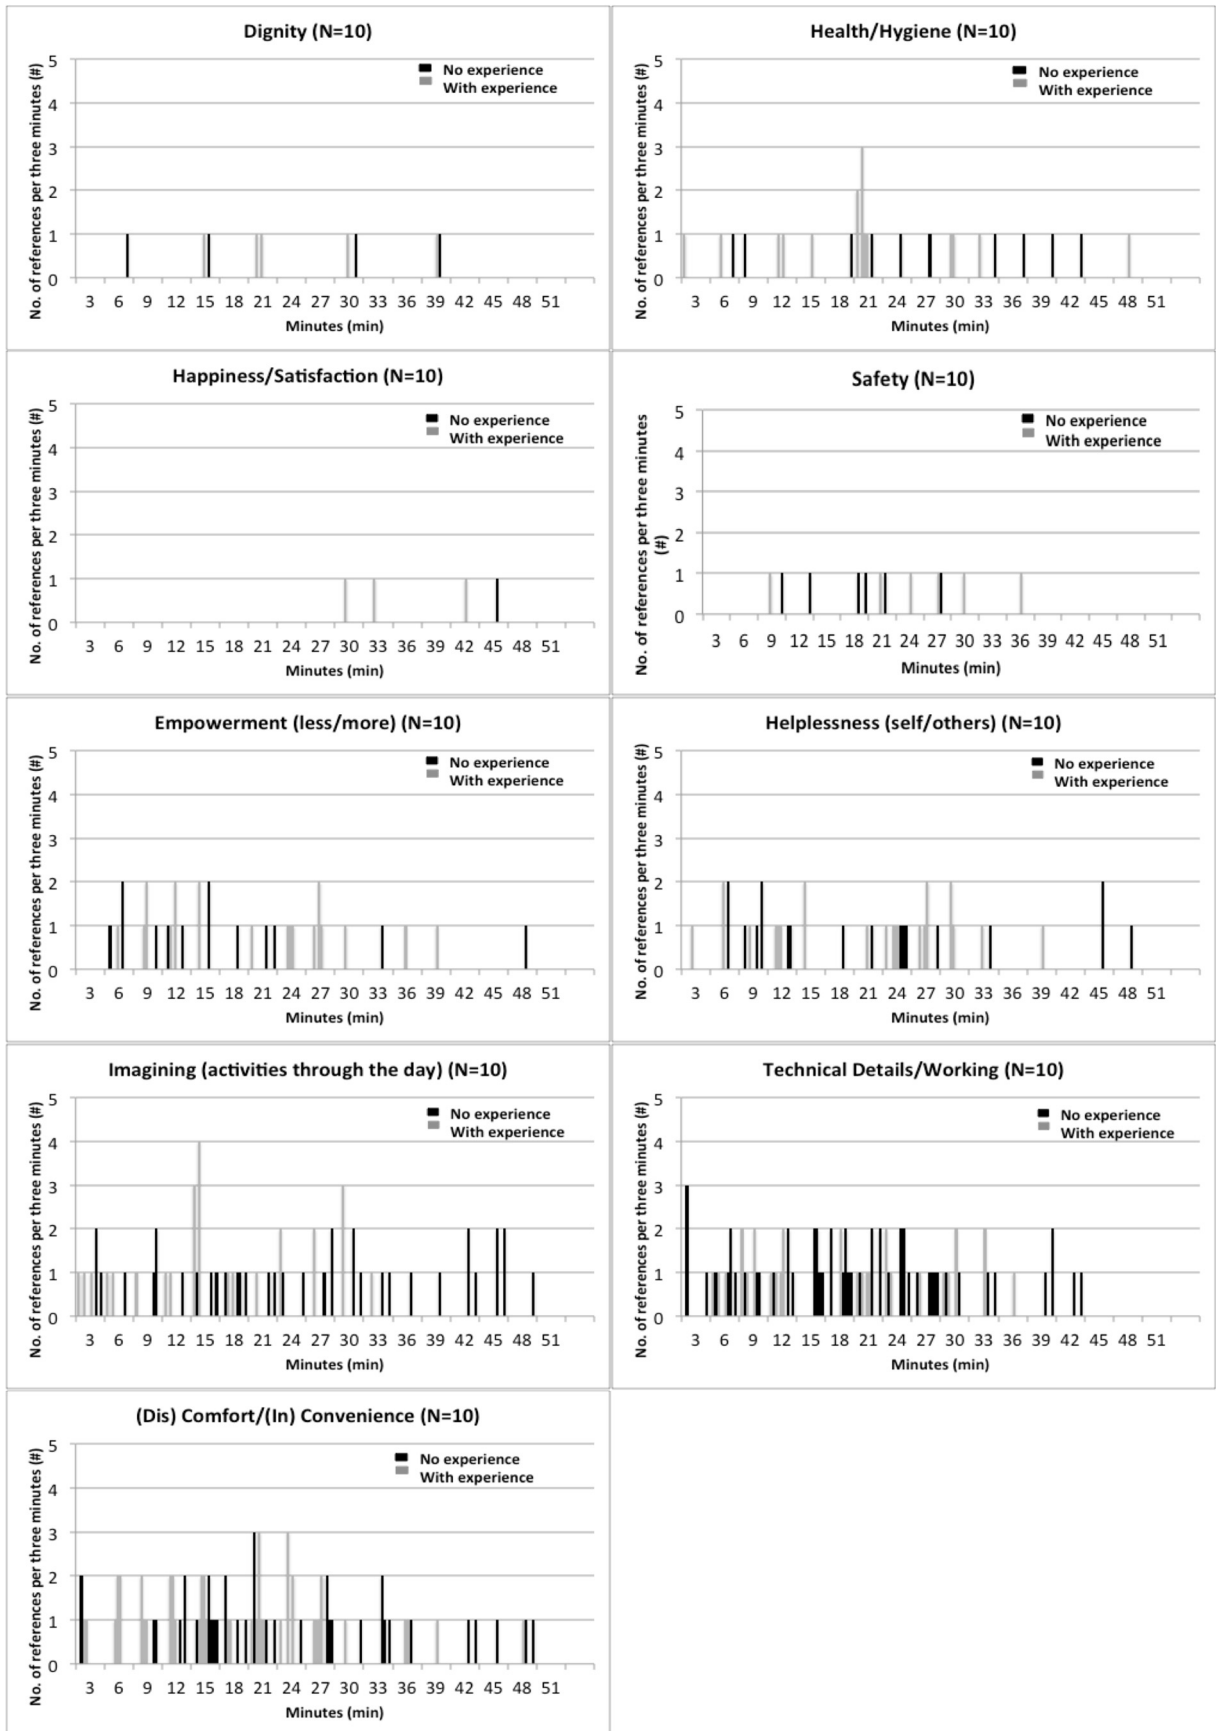 Dignity (N=10)
No. of references per three minutes (#)
5
4
3
2
1
0
No experience
With experience
3 6 9 12 15 18 21 24 27 30 33 36 39 42 45 48 51
Minutes (min)
Health/Hygiene (N=10)
No. of references per three minutes (#)
5
4
3
2
1
0
No experience
With experience
3 6 9 12 15 18 21 24 27 30 33 36 39 42 45 48 51
Minutes (min)
Happiness/Satisfaction (N=10)
No. of references per three minutes (#)
5
4
3
2
1
0
No experience
With experience
3 6 9 12 15 18 21 24 27 30 33 36 39 42 45 48 51
Minutes (min)
Safety (N=10)
No. of references per three minutes
(#)
5
4
3
2
1
0
No experience
With experience
3 6 9 12 15 18 21 24 27 30 33 36 39 42 45 48 51
Minutes (min)
Empowerment (less/more) (N=10)
No. of references per three minutes (#)
5
4
3
2
1
0
No experience
With experience
3 6 9 12 15 18 21 24 27 30 33 36 39 42 45 48 51
Minutes (min)
Helplessness (self/others) (N=10)
No. of references per three minutes (#)
5
4
3
2
1
0
No experience
With experience
3 6 9 12 15 18 21 24 27 30 33 36 39 42 45 48 51
Minutes (min)
Imagining (activities through the day) (N=10)
No. of references per three minutes (#)
5
4
3
2
1
0
No experience
With experience
3 6 9 12 15 18 21 24 27 30 33 36 39 42 45 48 51
Minutes (min)
Technical Details/Working (N=10)
No. of references per three minutes (#)
5
4
3
2
1
0
No experience
With experience
3 6 9 12 15 18 21 24 27 30 33 36 39 42 45 48 51
Minutes (min)
(Dis) Comfort/(In) Convenience (N=10)
No. of references per three minutes (#)
5
4
3
2
1
0
No experience
With experience
3 6 9 12 15 18 21 24 27 30 33 36 39 42 45 48 51
Minutes (min)